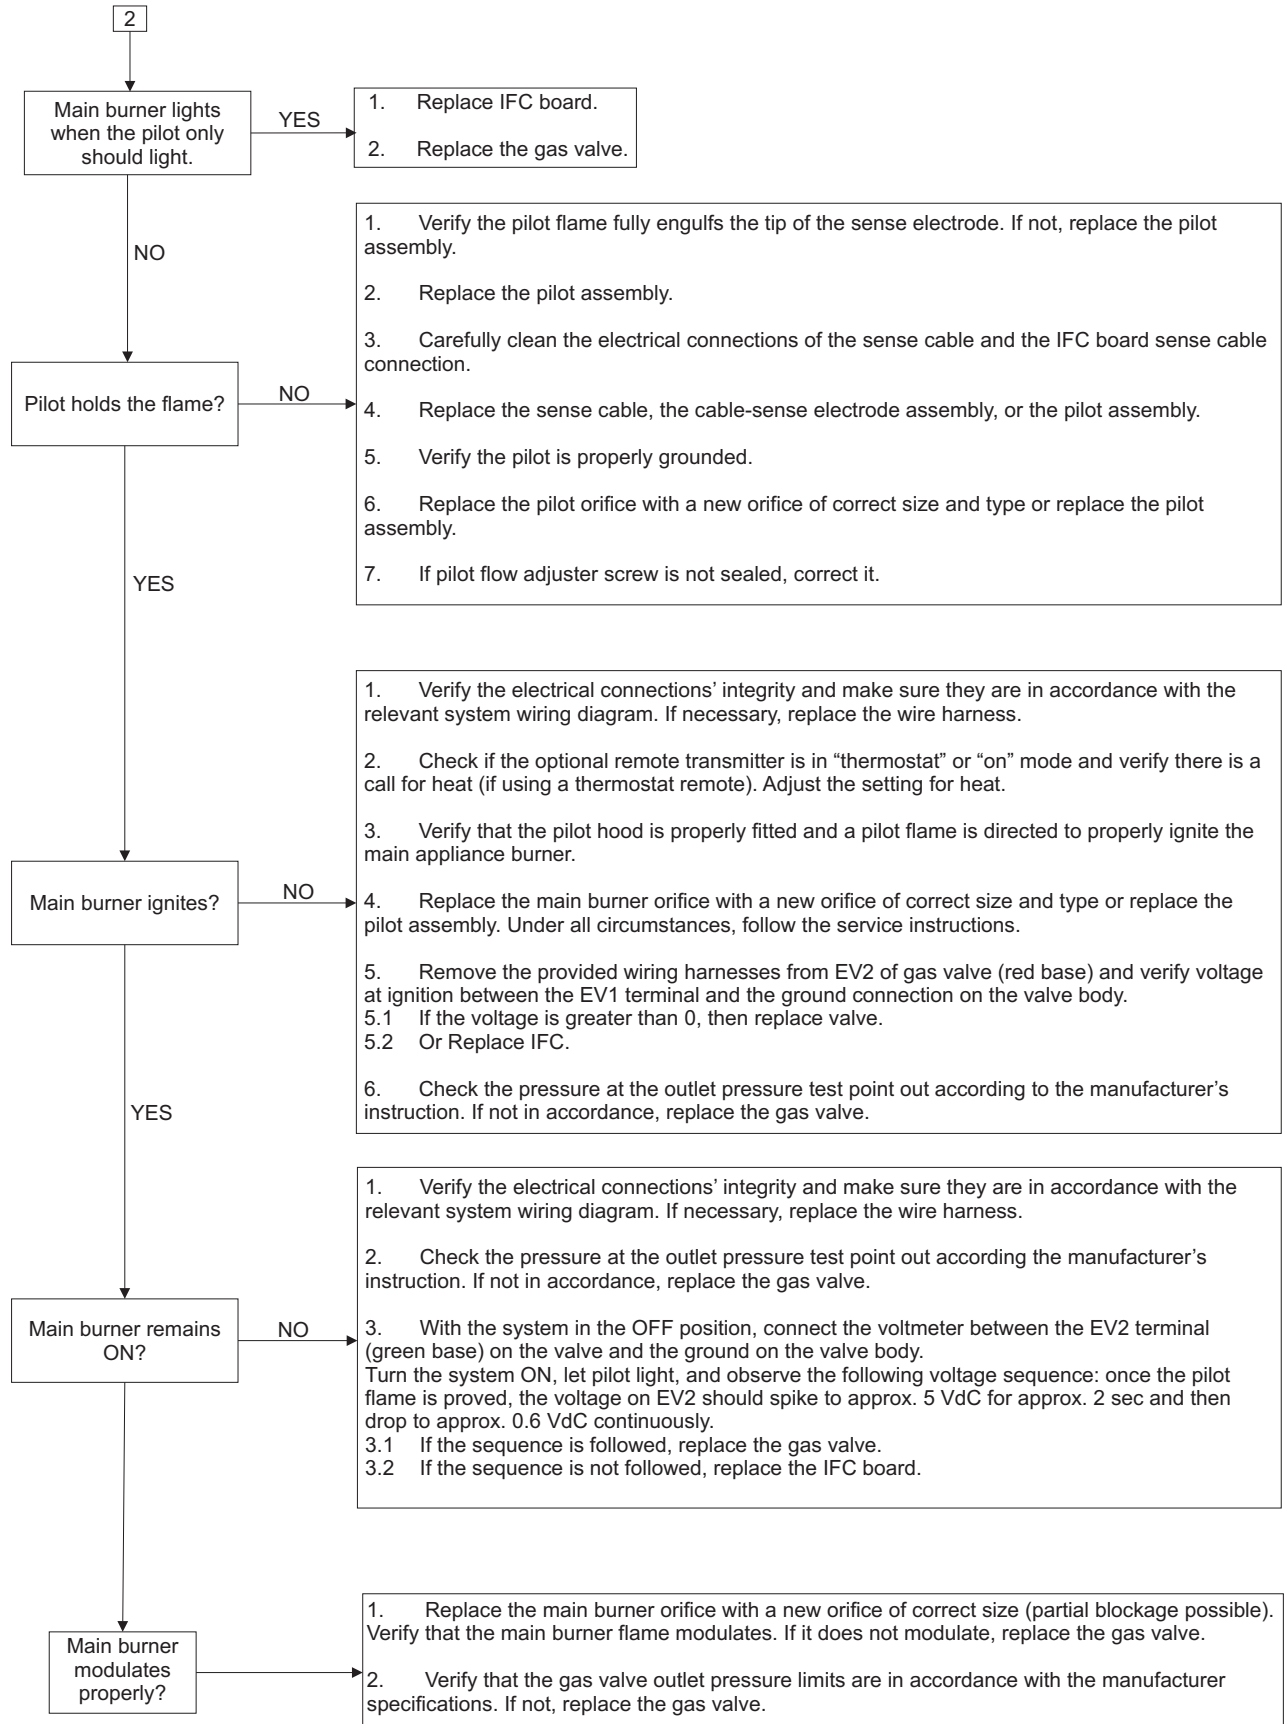 2
Main burner lights
when the pilot only
should light.
YES
1. Replace IFC board.
2. Replace the gas valve.
NO
1. Verify the pilot flame fully engulfs the tip of the sense electrode. If not, replace the pilot
assembly.
2. Replace the pilot assembly.
3. Carefully clean the electrical connections of the sense cable and the IFC board sense cable
connection.
4. Replace the sense cable, the cable-sense electrode assembly, or the pilot assembly.
5. Verify the pilot is properly grounded.
6. Replace the pilot orifice with a new orifice of correct size and type or replace the pilot
assembly.
7. If pilot flow adjuster screw is not sealed, correct it.
Pilot holds the flame?
NO
YES
1. Verify the electrical connections’ integrity and make sure they are in accordance with the
relevant system wiring diagram. If necessary, replace the wire harness.
2. Check if the optional remote transmitter is in “thermostat” or “on” mode and verify there is a
call for heat (if using a thermostat remote). Adjust the setting for heat.
3. Verify that the pilot hood is properly fitted and a pilot flame is directed to properly ignite the
main appliance burner.
4. Replace the main burner orifice with a new orifice of correct size and type or replace the
pilot assembly. Under all circumstances, follow the service instructions.
5. Remove the provided wiring harnesses from EV2 of gas valve (red base) and verify voltage
at ignition between the EV1 terminal and the ground connection on the valve body.
5.1 If the voltage is greater than 0, then replace valve.
5.2 Or Replace IFC.
6. Check the pressure at the outlet pressure test point out according to the manufacturer’s
instruction. If not in accordance, replace the gas valve.
Main burner ignites?
NO
YES
1. Verify the electrical connections’ integrity and make sure they are in accordance with the
relevant system wiring diagram. If necessary, replace the wire harness.
2. Check the pressure at the outlet pressure test point out according the manufacturer’s
instruction. If not in accordance, replace the gas valve.
3. With the system in the OFF position, connect the voltmeter between the EV2 terminal
(green base) on the valve and the ground on the valve body.
Turn the system ON, let pilot light, and observe the following voltage sequence: once the pilot
flame is proved, the voltage on EV2 should spike to approx. 5 VdC for approx. 2 sec and then
drop to approx. 0.6 VdC continuously.
3.1 If the sequence is followed, replace the gas valve.
3.2 If the sequence is not followed, replace the IFC board.
Main burner remains
ON?
NO
Main burner
modulates
properly?
1. Replace the main burner orifice with a new orifice of correct size (partial blockage possible).
Verify that the main burner flame modulates. If it does not modulate, replace the gas valve.
2. Verify that the gas valve outlet pressure limits are in accordance with the manufacturer
specifications. If not, replace the gas valve.